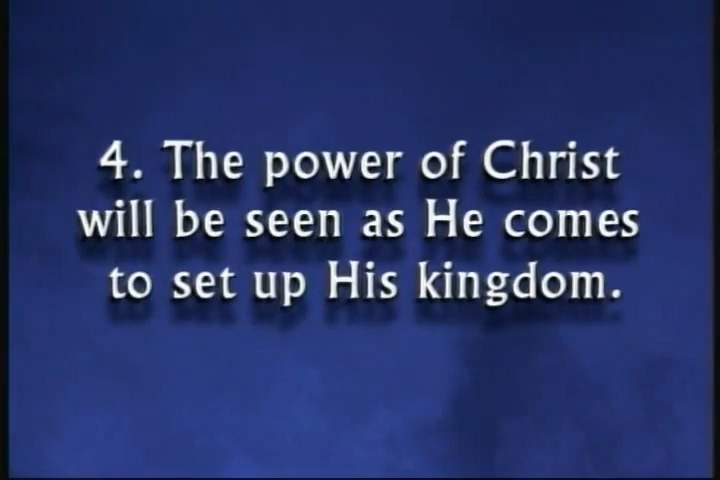 4. The power of Christ
will be seen as He comes
to set up His kingdom.